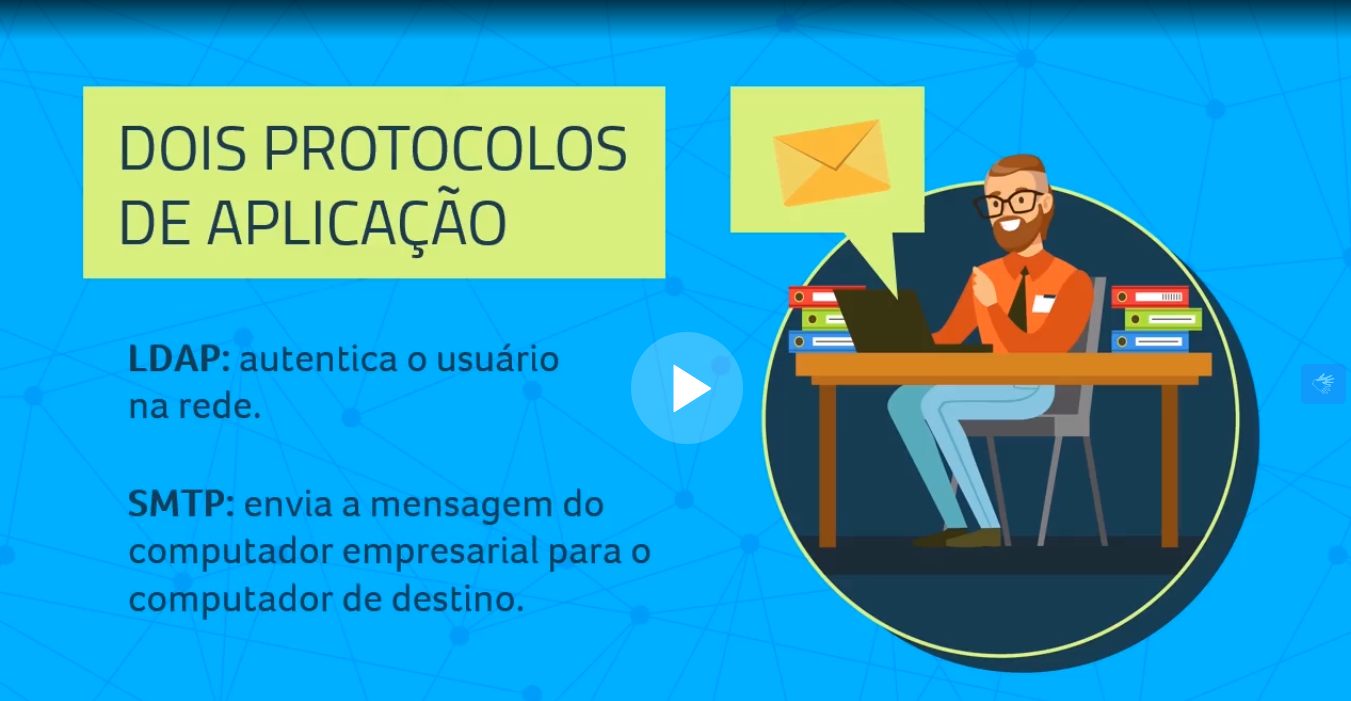 DOIS PROTOCOLOS
DE APLICAÇÃO
LDAP: autentica o usuário
na rede.
SMTP: envia a mensagem do
computador empresarial para o
computador de destino.